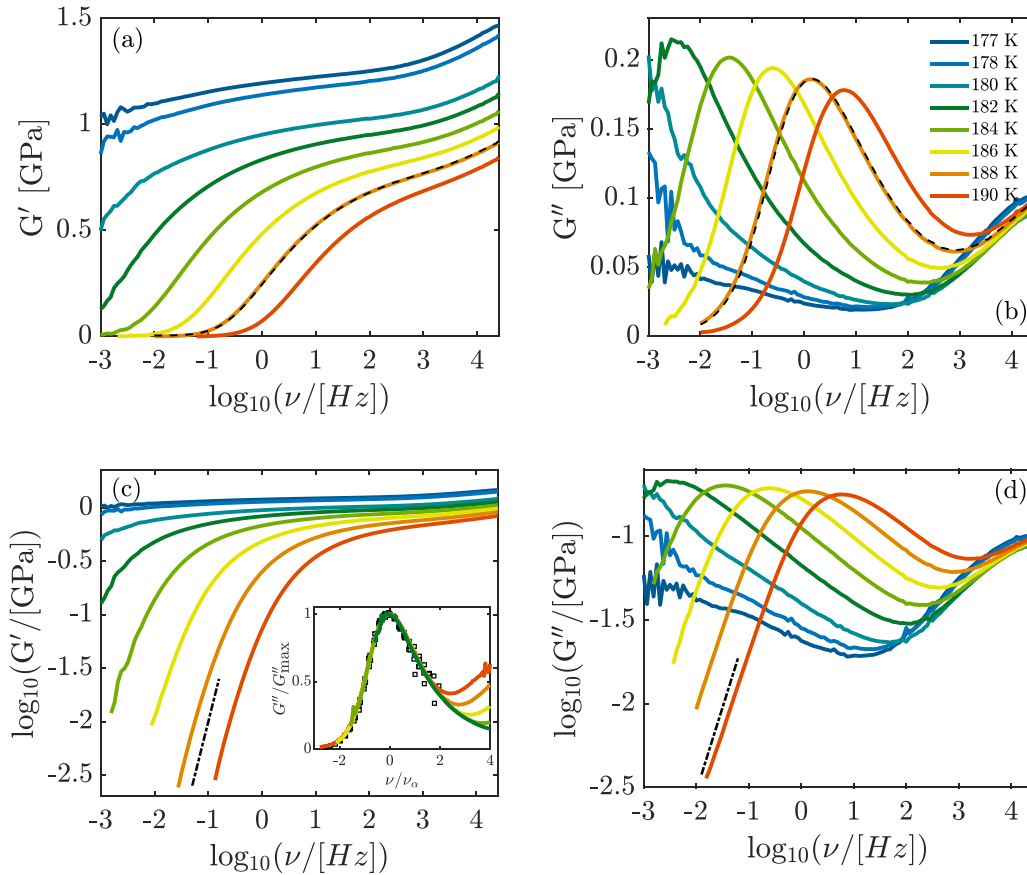 (a)
G′ [GPa]
1.5
1
0.5
0
-3 -2 -1 0 1 2 3 4
log10(ν/[Hz])
(b)
G″ [GPa]
0.2
0.15
0.1
0.05
0
-3 -2 -1 0 1 2 3 4
log10(ν/[Hz])
177 K
178 K
180 K
182 K
184 K
186 K
188 K
190 K
(c)
log10(G′/[GPa])
0
-0.5
-1
-1.5
-2
-2.5
-3 -2 -1 0 1 2 3 4
log10(ν/[Hz])
G″/G″max
1
0.5
0
-2 0 2 4
ν/να
(d)
log10(G″/[GPa])
-1
-1.5
-2
-2.5
-3 -2 -1 0 1 2 3 4
log10(ν/[Hz])